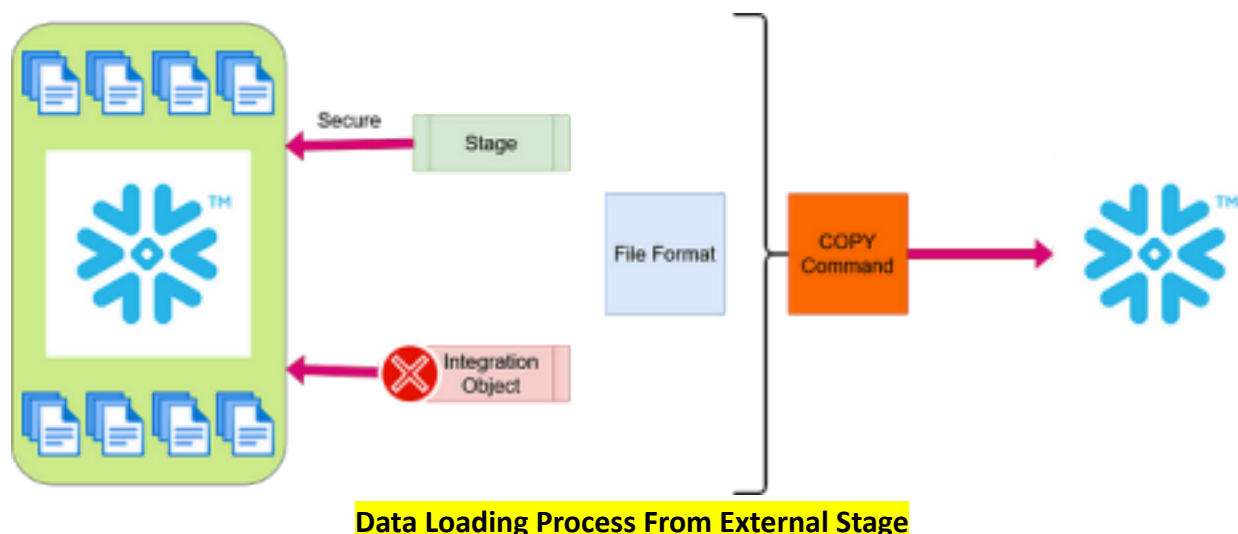 Secure
Stage
TM
File Format
COPY
Command
TM
Integration
Object
Data Loading Process From External Stage